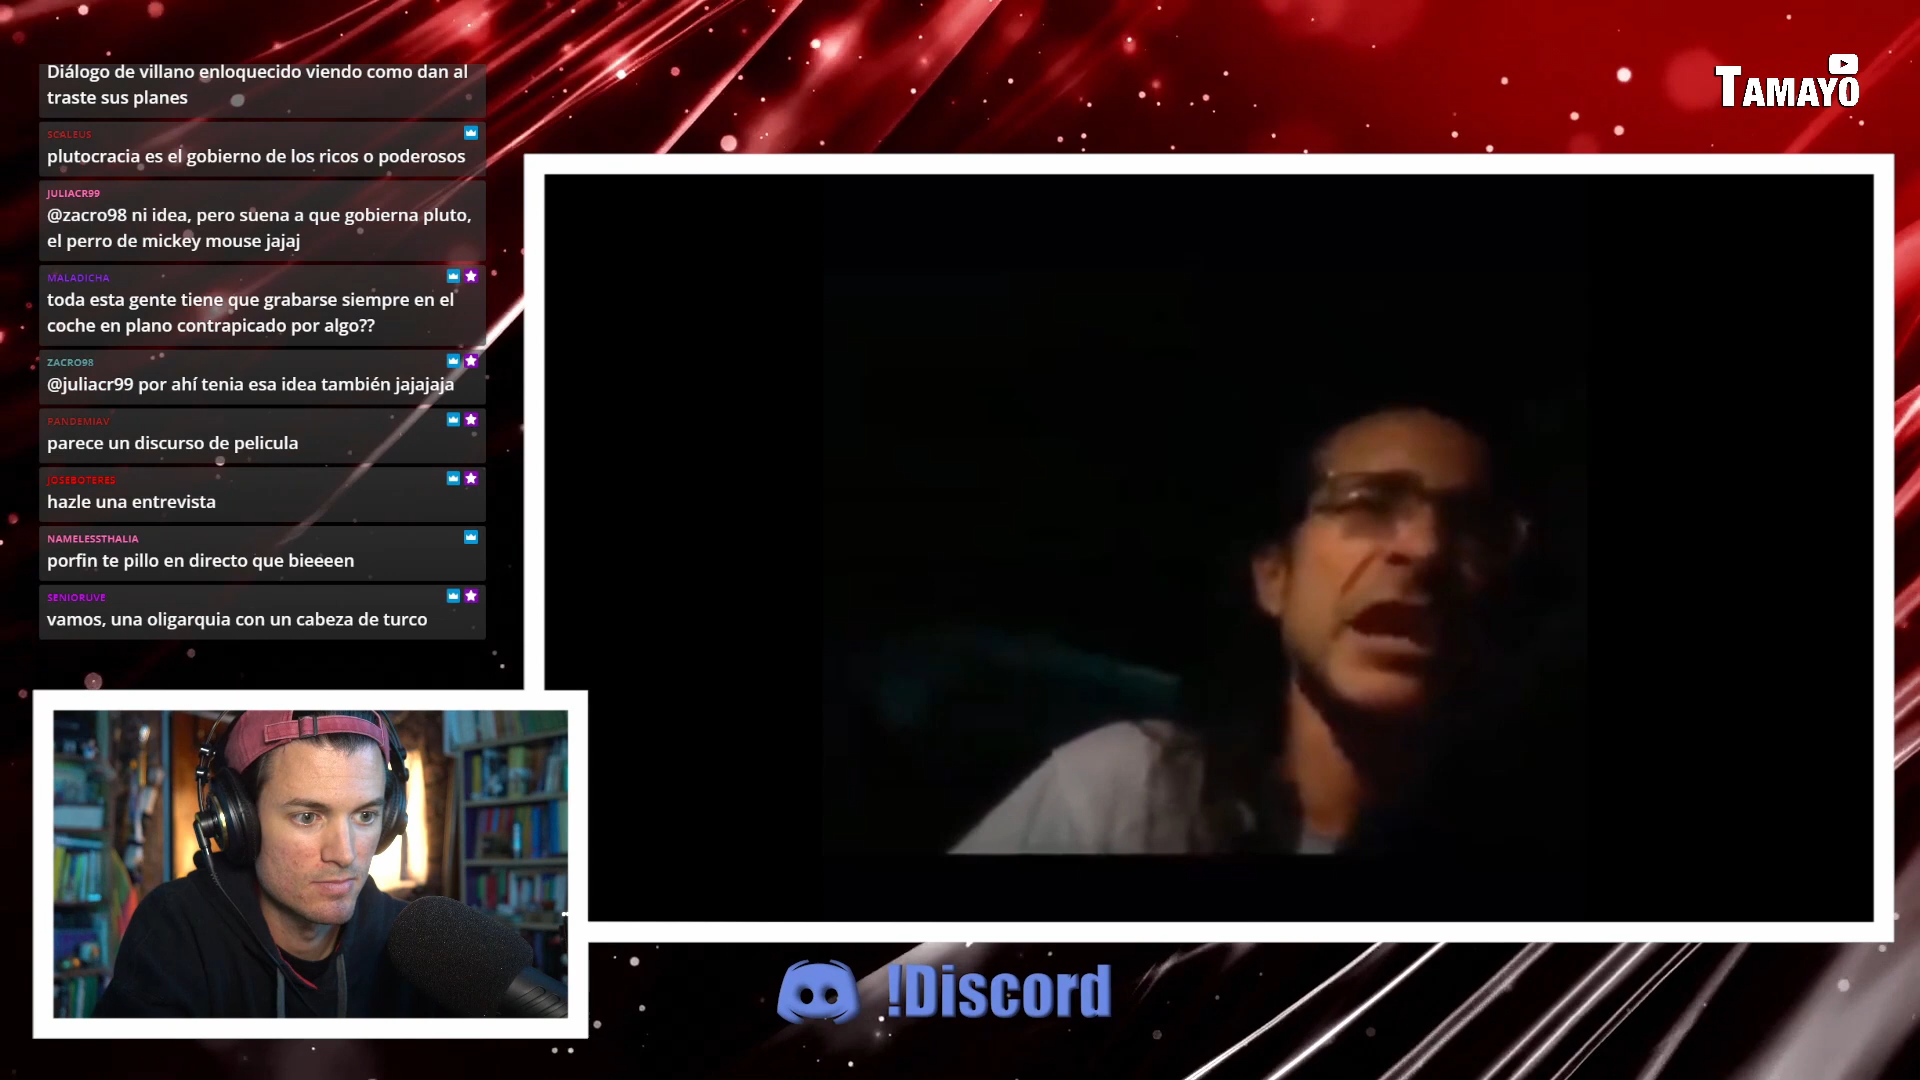 Diálogo de villano enloquecido viendo como dan al
traste sus planes
SCALEUS
plutocracia es el gobierno de los ricos o poderosos
JULIACR99
@zacro98 ni idea, pero suena a que gobierna pluto,
el perro de mickey mouse jajaj
MALADICHA
toda esta gente tiene que grabarse siempre en el
coche en plano contrapicado por algo??
ZACRO98
@juliacr99 por ahí tenia esa idea también jajajaja
PANDEMIAV
parece un discurso de pelicula
JOSEBOTERES
hazle una entrevista
NAMELESSTHALIA
porfin te pillo en directo que bieeeen
SENIORUVE
vamos, una oligarquia con un cabeza de turco
TAMAYO
!Discord